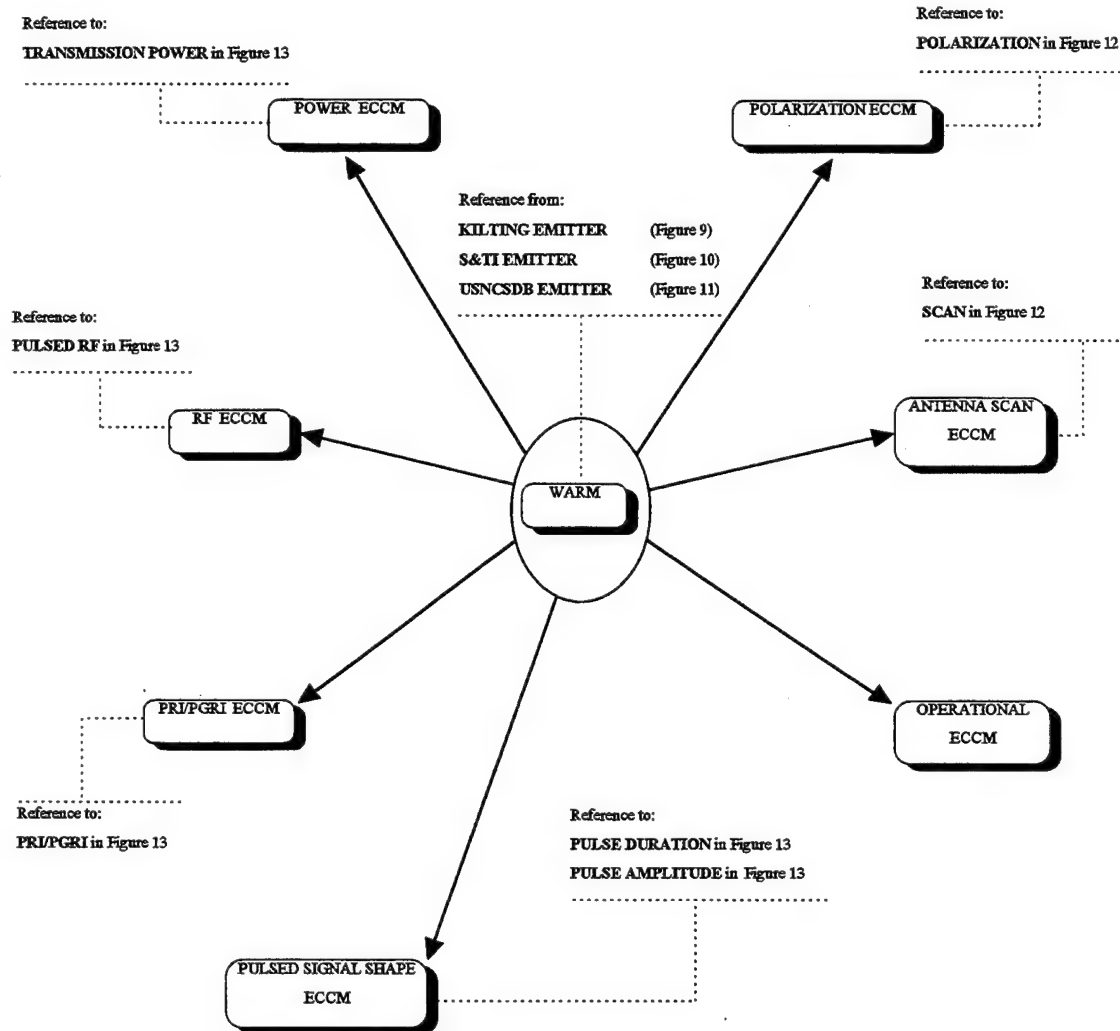 Reference to:
TRANSMISSION POWER in Figure 13
POWER ECCM
Reference to:
POLARIZATION in Figure 12
POLARIZATION ECCM
Reference from:
KILTING EMITTER (Figure 9)
S&TI EMITTER (Figure 10)
USNCSDB EMITTER (Figure 11)
Reference to:
SCAN in Figure 12
Reference to:
PULSED RF in Figure 13
RF ECCM
ANTENNA SCAN
ECCM
WARM
PRI/PGRI ECCM
OPERATIONAL
ECCM
Reference to:
PRI/PGRI in Figure 13
Reference to:
PULSE DURATION in Figure 13
PULSE AMPLITUDE in Figure 13
PULSED SIGNAL SHAPE
ECCM